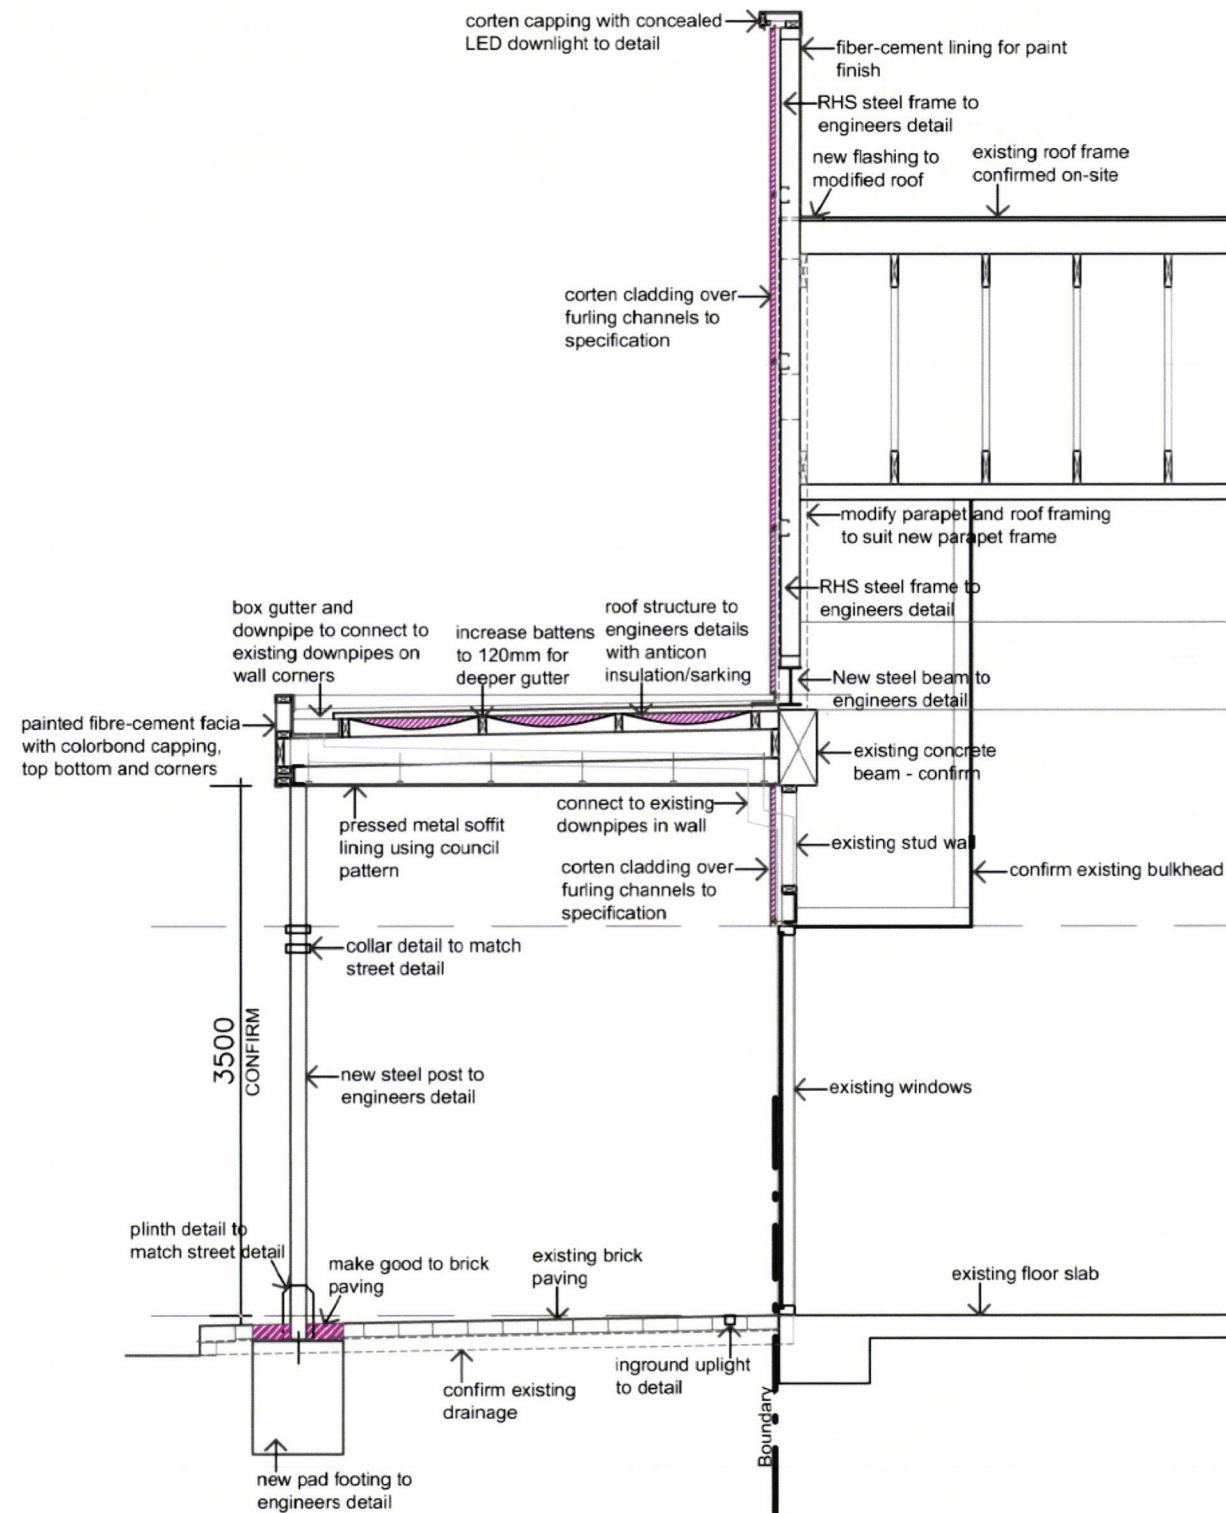 corten capping with concealed
LED downlight to detail
fiber-cement lining for paint
finish
RHS steel frame to
engineers detail
new flashing to
modified roof
existing roof frame
confirmed on-site
corten cladding over
furling channels to
specification
modify parapet and roof framing
to suit new parapet frame
RHS steel frame to
engineers detail
box gutter and
downpipe to connect to
existing downpipes on
wall corners
increase battens
to 120mm for
deeper gutter
roof structure to
engineers details
with anticon
insulation/sarking
New steel beam to
engineers detail
painted fibre-cement facia
with colorbond capping,
top bottom and corners
existing concrete
beam - confirm
pressed metal soffit
lining using council
pattern
connect to existing
downpipes in wall
existing stud wall
corten cladding over
furling channels to
specification
confirm existing bulkhead
collar detail to match
street detail
3500
CONFIRM
new steel post to
engineers detail
existing windows
plinth detail to
match street detail
make good to brick
paving
existing brick
paving
existing floor slab
confirm existing
drainage
inground uplight
to detail
Boundary
new pad footing to
engineers detail